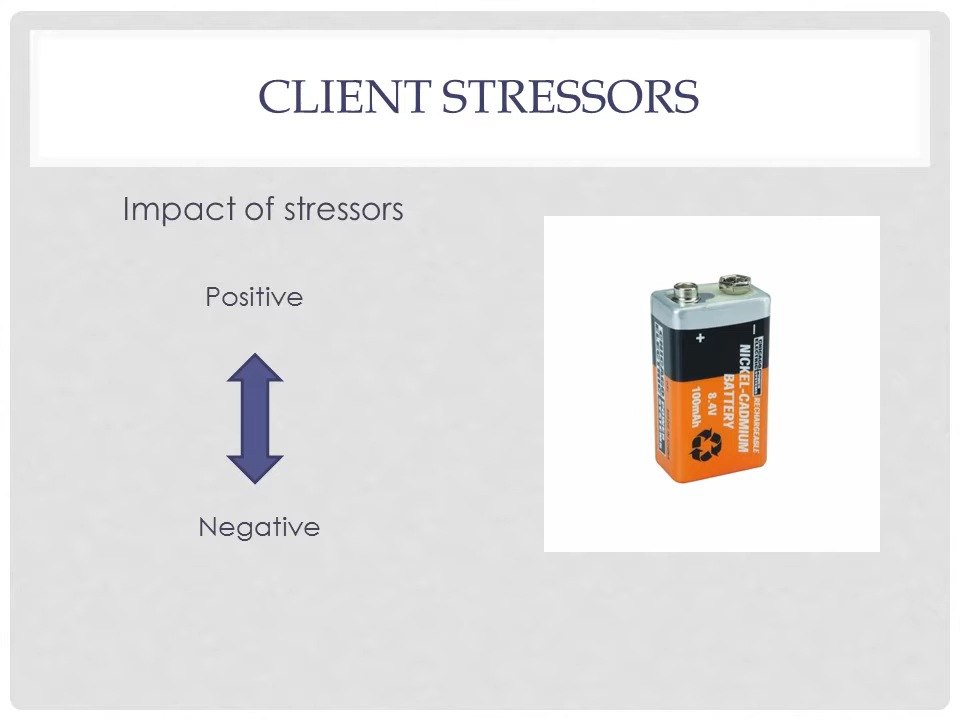 CLIENT STRESSORS
Impact of stressors
Positive
Negative
+
–
RECHARGEABLE
NICKEL-CADMIUM
BATTERY
8.4V
100mAh